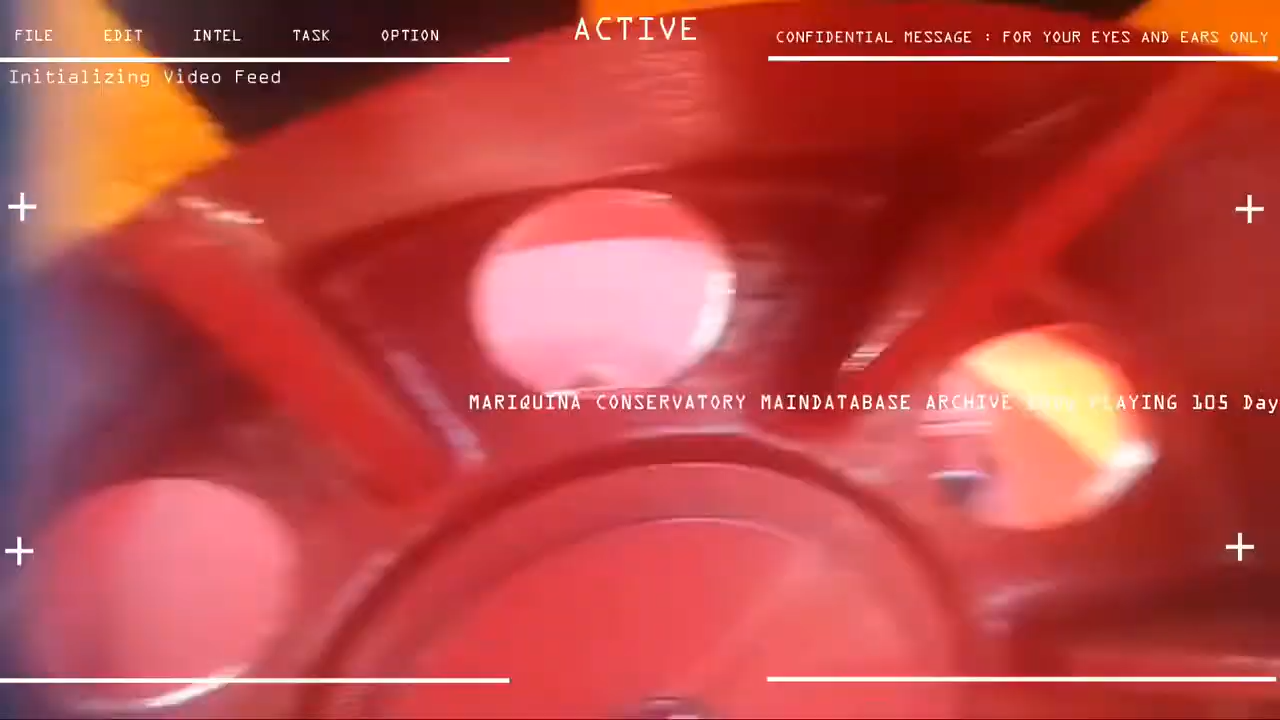 FILE EDIT INTEL TASK OPTION
ACTIVE
CONFIDENTIAL MESSAGE : FOR YOUR EYES AND EARS ONLY
Initializing Video Feed
MARIQUINA CONSERVATORY MAINDATABASE ARCHIVE PLAYING 105 Day